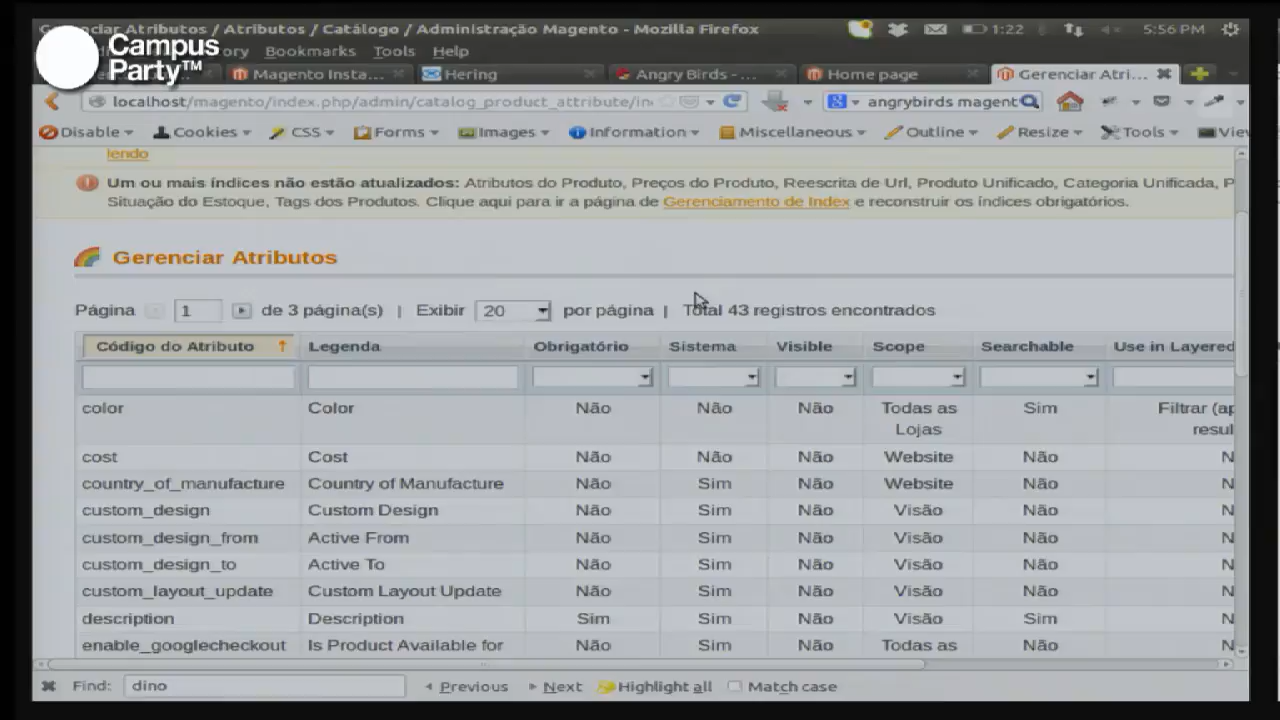 Gerenciar Atributos / Atributos / Catálogo / Administração Magento - Mozilla Firefox
1:22
5:56 PM
Campus
Party™
Bookmarks Tools Help
Magento Insta... Hering Angry Birds - ... Home page Gerenciar Atri...
localhost/magento/index.php/admin/catalog_product_attribute/in
angrybirds magent
Disable Cookies CSS Forms Images Information Miscellaneous Outline Resize Tools View
lendo
Um ou mais índices não estão atualizados: Atributos do Produto, Preços do Produto, Reescrita de Url, Produto Unificado, Categoria Unificada, P
Situação do Estoque, Tags dos Produtos. Clique aqui para ir a página de Gerenciamento de Index e reconstruir os índices obrigatórios.
Gerenciar Atributos
Página 1 de 3 página(s) | Exibir 20 por página | Total 43 registros encontrados
Código do Atributo Legenda Obrigatório Sistema Visible Scope Searchable Use in Layered
color Color Não Não Não Todas as Lojas Sim Filtrar (ap resul
cost Cost Não Não Não Website Não N
country_of_manufacture Country of Manufacture Não Sim Não Website Não N
custom_design Custom Design Não Sim Não Visão Não N
custom_design_from Active From Não Sim Não Visão Não N
custom_design_to Active To Não Sim Não Visão Não N
custom_layout_update Custom Layout Update Não Sim Não Visão Não N
description Description Sim Sim Não Visão Sim N
enable_googlecheckout Is Product Available for Não Sim Não Todas as Não N
Find: dino Previous Next Highlight all Match case